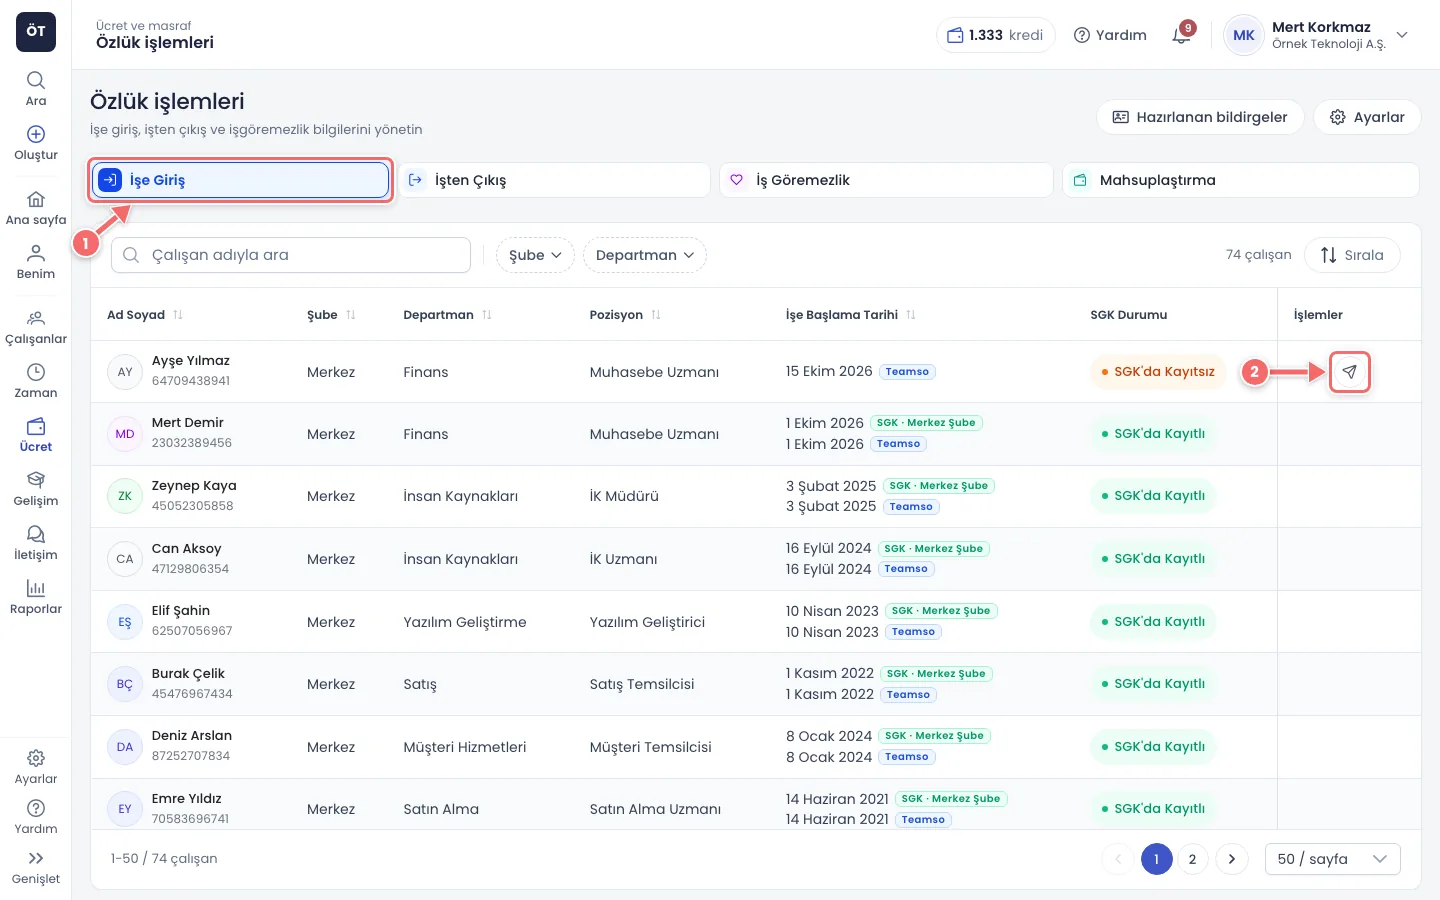 ÖT
Ara
Oluştur
Ana sayfa
Benim
Çalışanlar
Zaman
Ücret
Gelişim
İletişim
Raporlar
Ayarlar
Yardım
Genişlet
Ücret ve masraf
Özlük işlemleri
1.333 kredi
Yardım
9
MK
Mert Korkmaz
Örnek Teknoloji A.Ş.
Özlük işlemleri
İşe giriş, işten çıkış ve işgöremezlik bilgilerini yönetin
Hazırlanan bildirgeler
Ayarlar
İşe Giriş
İşten Çıkış
İş Göremezlik
Mahsuplaştırma
1
Çalışan adıyla ara
Şube
Departman
74 çalışan
Sırala
Ad Soyad Şube Departman Pozisyon İşe Başlama Tarihi SGK Durumu İşlemler
AY Ayşe Yılmaz
64709438941
Merkez Finans Muhasebe Uzmanı
15 Ekim 2026 Teamso
SGK'da Kayıtsız
2
MD Mert Demir
23032389456
Merkez Finans Muhasebe Uzmanı
1 Ekim 2026 SGK · Merkez Şube
1 Ekim 2026 Teamso
SGK'da Kayıtlı
ZK Zeynep Kaya
45052305858
Merkez İnsan Kaynakları İK Müdürü
3 Şubat 2025 SGK · Merkez Şube
3 Şubat 2025 Teamso
SGK'da Kayıtlı
CA Can Aksoy
47129806354
Merkez İnsan Kaynakları İK Uzmanı
16 Eylül 2024 SGK · Merkez Şube
16 Eylül 2024 Teamso
SGK'da Kayıtlı
EŞ Elif Şahin
62507056967
Merkez Yazılım Geliştirme Yazılım Geliştirici
10 Nisan 2023 SGK · Merkez Şube
10 Nisan 2023 Teamso
SGK'da Kayıtlı
BÇ Burak Çelik
45476967434
Merkez Satış Satış Temsilcisi
1 Kasım 2022 SGK · Merkez Şube
1 Kasım 2022 Teamso
SGK'da Kayıtlı
DA Deniz Arslan
87252707834
Merkez Müşteri Hizmetleri Müşteri Temsilcisi
8 Ocak 2024 SGK · Merkez Şube
8 Ocak 2024 Teamso
SGK'da Kayıtlı
EY Emre Yıldız
70583696741
Merkez Satın Alma Satın Alma Uzmanı
14 Haziran 2021 SGK · Merkez Şube
14 Haziran 2021 Teamso
SGK'da Kayıtlı
1-50 / 74 çalışan
1
2
50 / sayfa